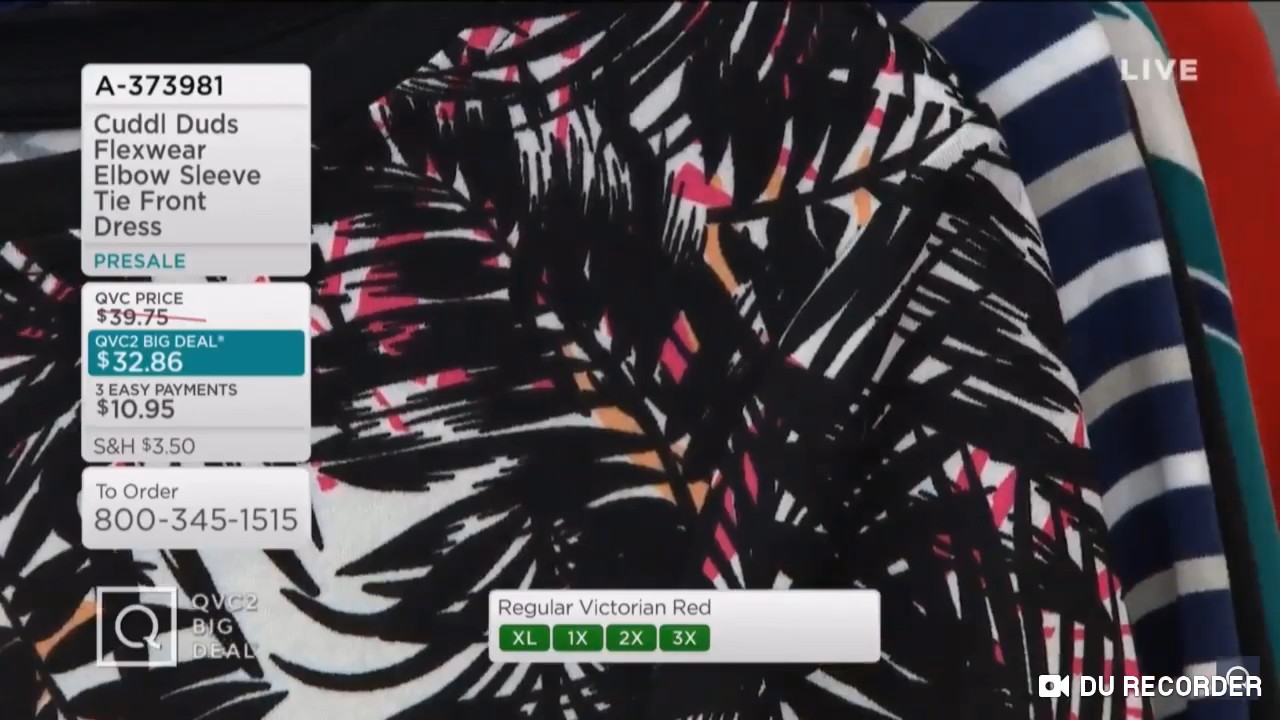 A-373981
Cuddl Duds
Flexwear
Elbow Sleeve
Tie Front
Dress
PRESALE
QVC PRICE
$39.75
QVC2 BIG DEAL®
$32.86
3 EASY PAYMENTS
$10.95
S&H $3.50
To Order
800-345-1515
QVC2
BIG
DEAL
Regular Victorian Red
XL 1X 2X 3X
LIVE
DU RECORDER